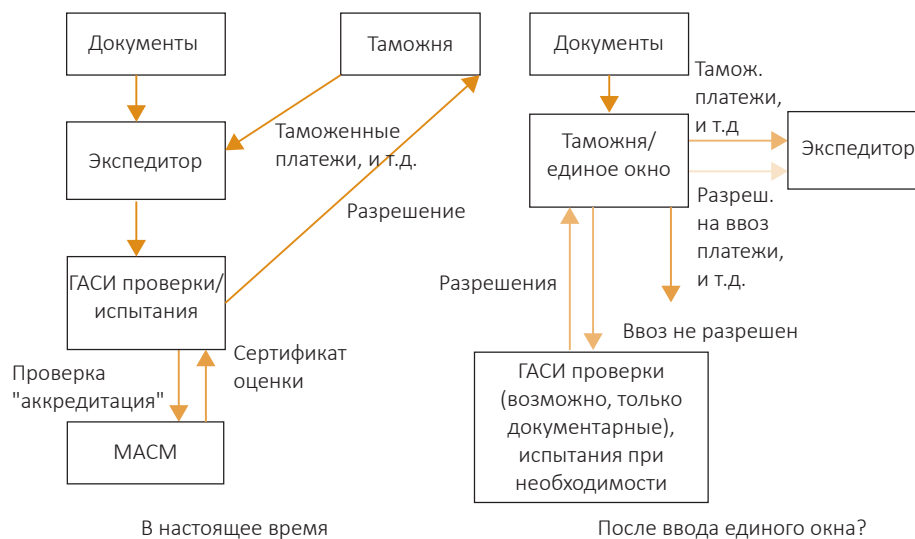 Документы
Таможня
Экспедитор
Таможенные
платежи, и т.д.
Разрешение
ГАСИ проверки/
испытания
Проверка
"аккредитация"
Сертификат
оценки
МАСМ
В настоящее время
Документы
Тамож.
платежи,
и т.д
Таможня/
единое окно
Экспедитор
Разреш.
на ввоз
платежи,
и т.д.
Разрешения
Ввоз не разрешен
ГАСИ проверки
(возможно, только
документарные),
испытания при
необходимости
После ввода единого окна?